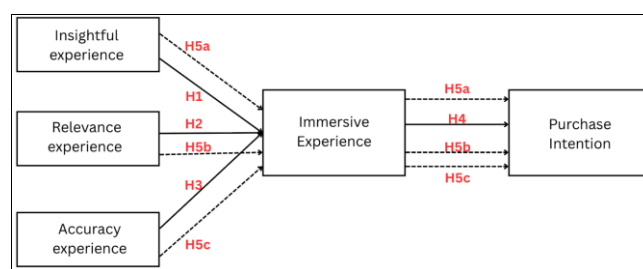 Insightful
experience
H5a
H1
Relevance
experience
H2
H5b
H3
Accuracy
experience
H5c
Immersive
Experience
H5a
H4
H5b
H5c
Purchase
Intention